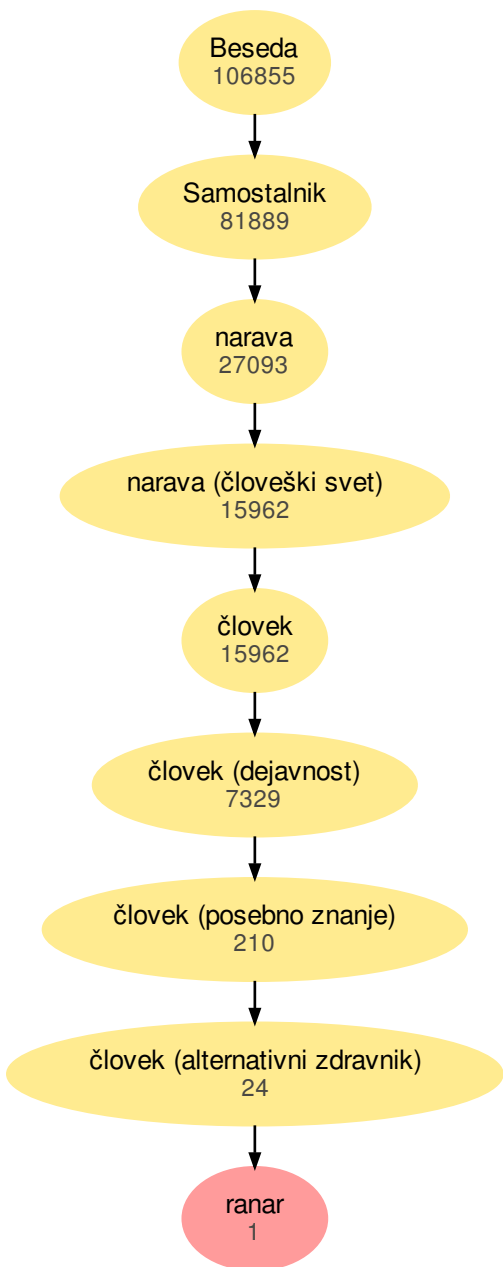 Beseda
106855
Samostalnik
81889
narava
27093
narava (človeški svet)
15962
človek
15962
človek (dejavnost)
7329
človek (posebno znanje)
210
človek (alternativni zdravnik)
24
ranar
1